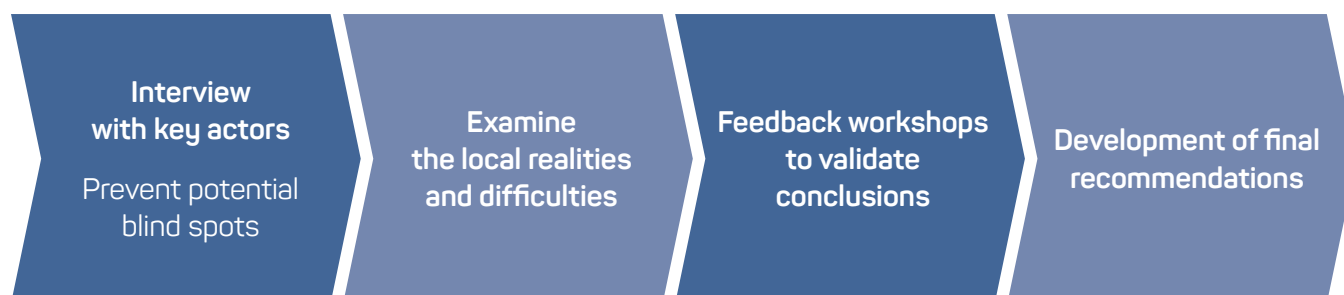 Interview
with key actors
Prevent potential
blind spots
Examine
the local realities
and difficulties
Feedback workshops
to validate
conclusions
Development of final
recommendations